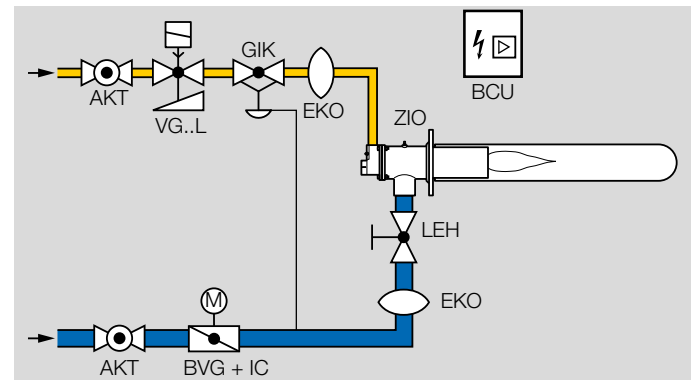 GIK
AKT
VG..L
EKO
BCU
ZIO
LEH
EKO
M
AKT
BVG + IC